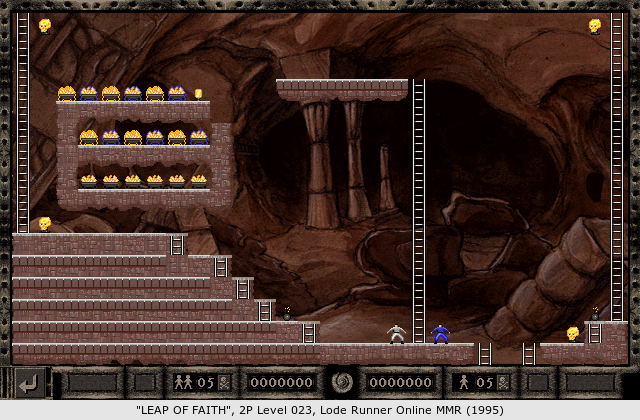 05 0000000 0000000 05
"LEAP OF FAITH", 2P Level 023, Lode Runner Online MMR (1995)